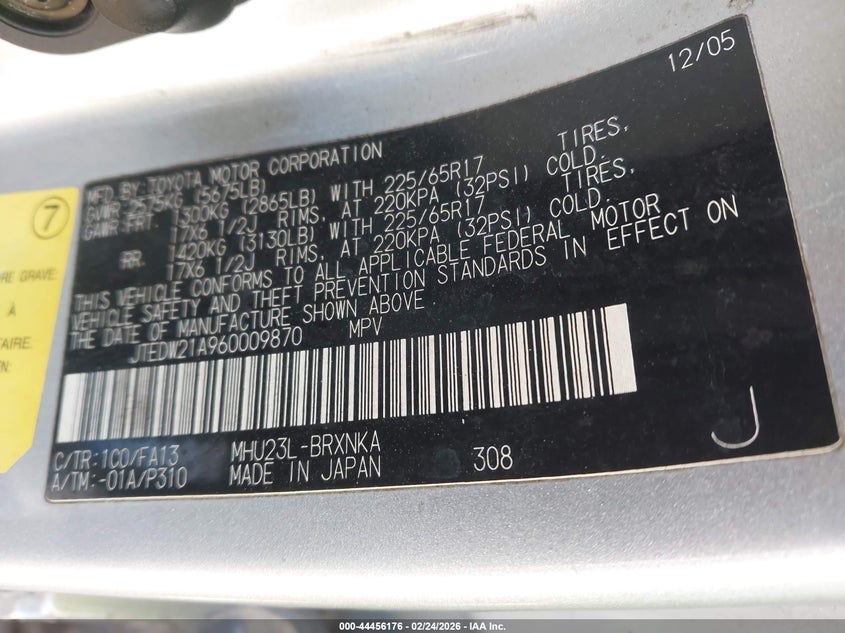 12/05
MFD. BY: TOYOTA MOTOR CORPORATION
GVWR 2575KG (5675LB)
GAWR FRT. 1300KG (2865LB) WITH 225/65R17 TIRES,
17X6 1/2J RIMS, AT 220KPA (32PSI) COLD.
RR. 1420KG (3130LB) WITH 225/65R17 TIRES,
17X6 1/2J RIMS, AT 220KPA (32PSI) COLD.
THIS VEHICLE CONFORMS TO ALL APPLICABLE FEDERAL MOTOR
VEHICLE SAFETY AND THEFT PREVENTION STANDARDS IN EFFECT ON
THE DATE OF MANUFACTURE SHOWN ABOVE
JTEDW21A960009870 MPV
C/TR:1C0/FA13 MHU23L-BRXNKA 308 J
A/TM:-01A/P310 MADE IN JAPAN
7
GRAVE:
À
000-44456176 - 02/24/2026 - IAA Inc.